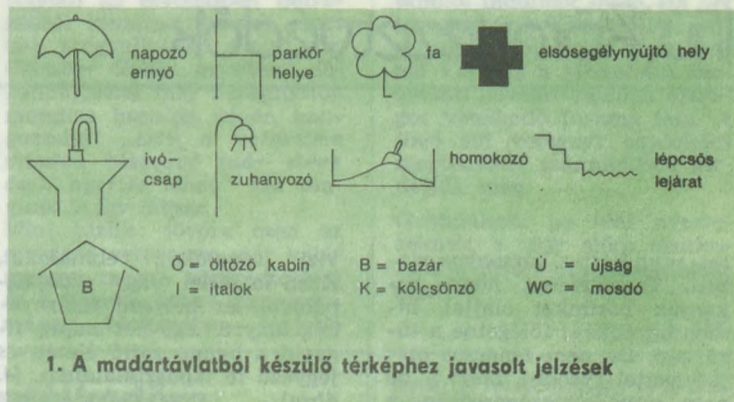 napozó
ernyő
parkőr
helye
fa
elsősegélynyújtó hely
ivó-
csap
zuhanyozó
homokozó
lépcsős
lejárat
B
Ö = öltöző kabin
I = italok
B = bazár
K = kölcsönző
Ú = újság
WC = mosdó
1. A madártávlatból készülő térképhez javasolt jelzések